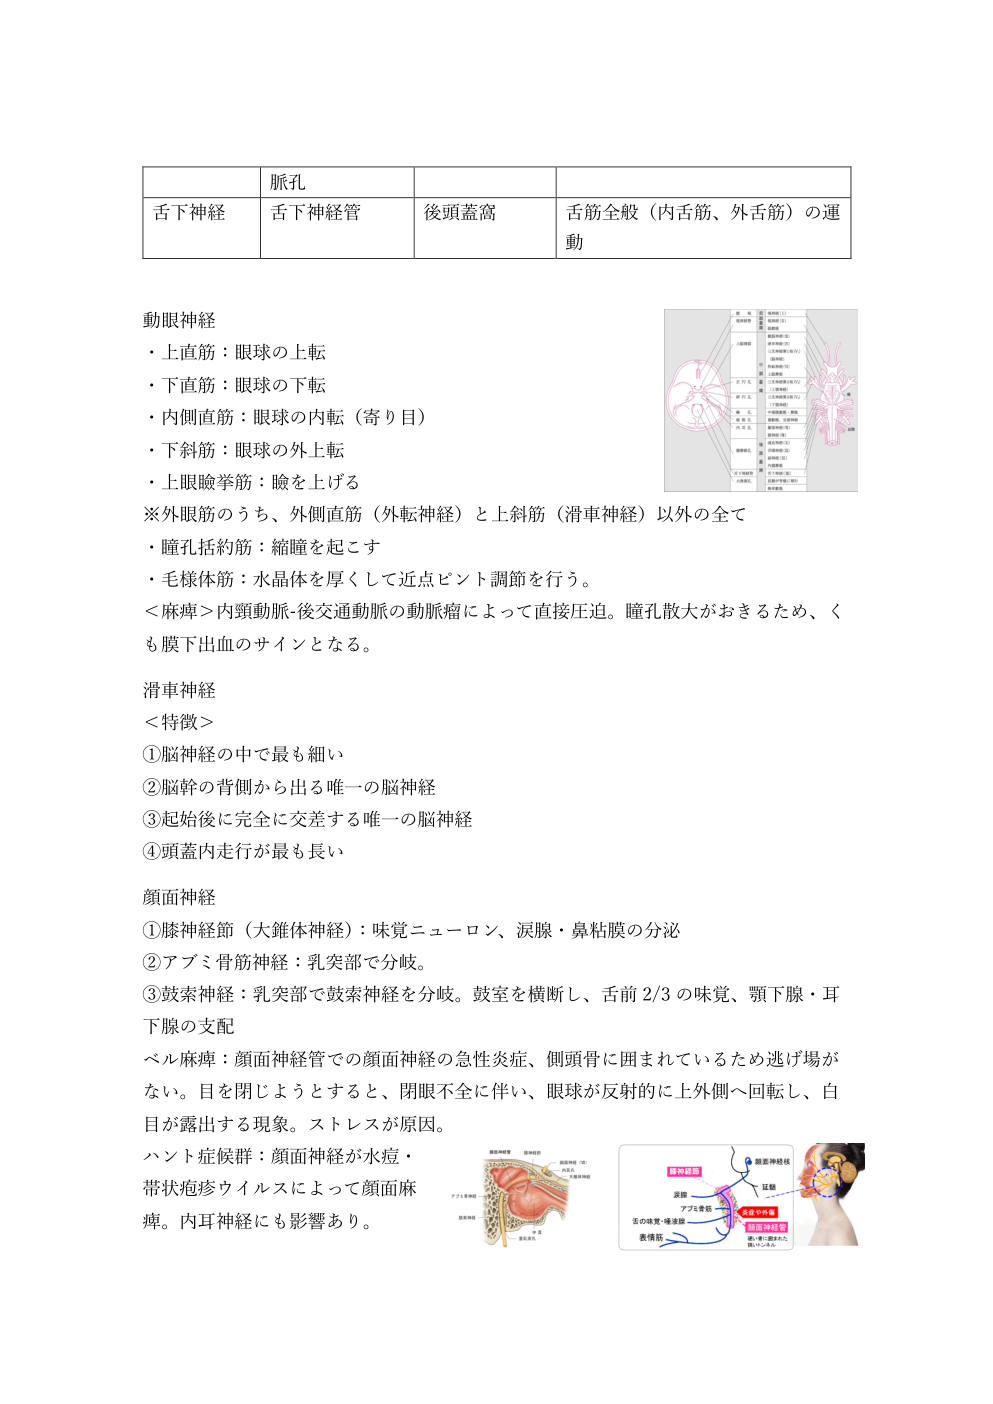 脈孔
舌下神経 舌下神経管 後頭蓋窩 舌筋全般（内舌筋、外舌筋）の運
動
動眼神経
・上直筋：眼球の上転
・下直筋：眼球の下転
・内側直筋：眼球の内転（寄り目）
・下斜筋：眼球の外上転
・上眼瞼挙筋：瞼を上げる
※外眼筋のうち、外側直筋（外転神経）と上斜筋（滑車神経）以外の全て
・瞳孔括約筋：縮瞳を起こす
・毛様体筋：水晶体を厚くして近点ピント調節を行う。
＜麻痺＞内頸動脈-後交通動脈の動脈瘤によって直接圧迫。瞳孔散大がおきるため、く
も膜下出血のサインとなる。
滑車神経
＜特徴＞
①脳神経の中で最も細い
②脳幹の背側から出る唯一の脳神経
③起始後に完全に交差する唯一の脳神経
④頭蓋内走行が最も長い
顔面神経
①膝神経節（大錐体神経）：味覚ニューロン、涙腺・鼻粘膜の分泌
②アブミ骨筋神経：乳突部で分岐。
③鼓索神経：乳突部で鼓索神経を分岐。鼓室を横断し、舌前 2/3 の味覚、顎下腺・耳
下腺の支配
ベル麻痺：顔面神経管での顔面神経の急性炎症、側頭骨に囲まれているため逃げ場が
ない。目を閉じようとすると、閉眼不全に伴い、眼球が反射的に上外側へ回転し、白
目が露出する現象。ストレスが原因。
ハント症候群：顔面神経が水痘・
帯状疱疹ウイルスによって顔面麻
痺。内耳神経にも影響あり。
膝神経節
顔面神経核
延髄
涙腺
アブミ骨筋
舌の味覚・唾液腺
表情筋
炎症や外傷
顔面神経管
硬い骨に囲まれた
狭いトンネル